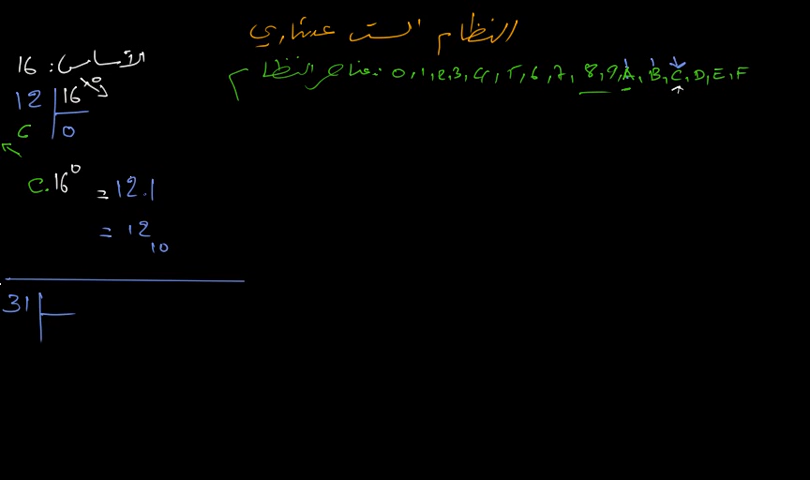 النظام الست عشاري
الأساس: 16
عناصر النظام: 0, 1, 2, 3, 4, 5, 6, 7, 8, 9, A, B, C, D, E, F
12 | 16
C | 0
C.16⁰ = 12.1
= 12₁₀
31